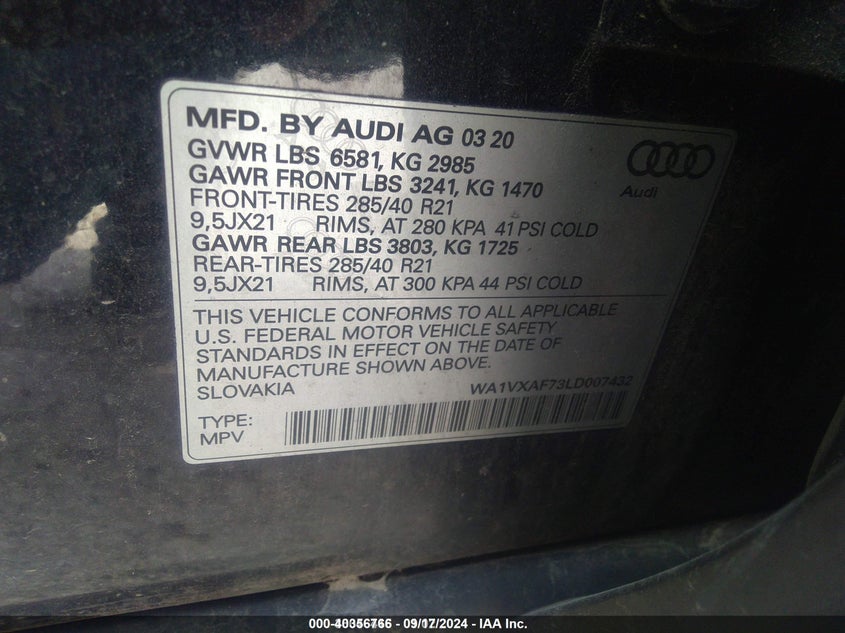 MFD. BY AUDI AG 03 20
GVWR LBS 6581, KG 2985
GAWR FRONT LBS 3241, KG 1470
FRONT-TIRES 285/40 R21
9,5JX21 RIMS, AT 280 KPA 41 PSI COLD
GAWR REAR LBS 3803, KG 1725
REAR-TIRES 285/40 R21
9,5JX21 RIMS, AT 300 KPA 44 PSI COLD
Audi
THIS VEHICLE CONFORMS TO ALL APPLICABLE
U.S. FEDERAL MOTOR VEHICLE SAFETY
STANDARDS IN EFFECT ON THE DATE OF
MANUFACTURE SHOWN ABOVE.
SLOVAKIA
WA1VXAF73LD007432
TYPE:
MPV
000-40356766 - 09/17/2024 - IAA Inc.